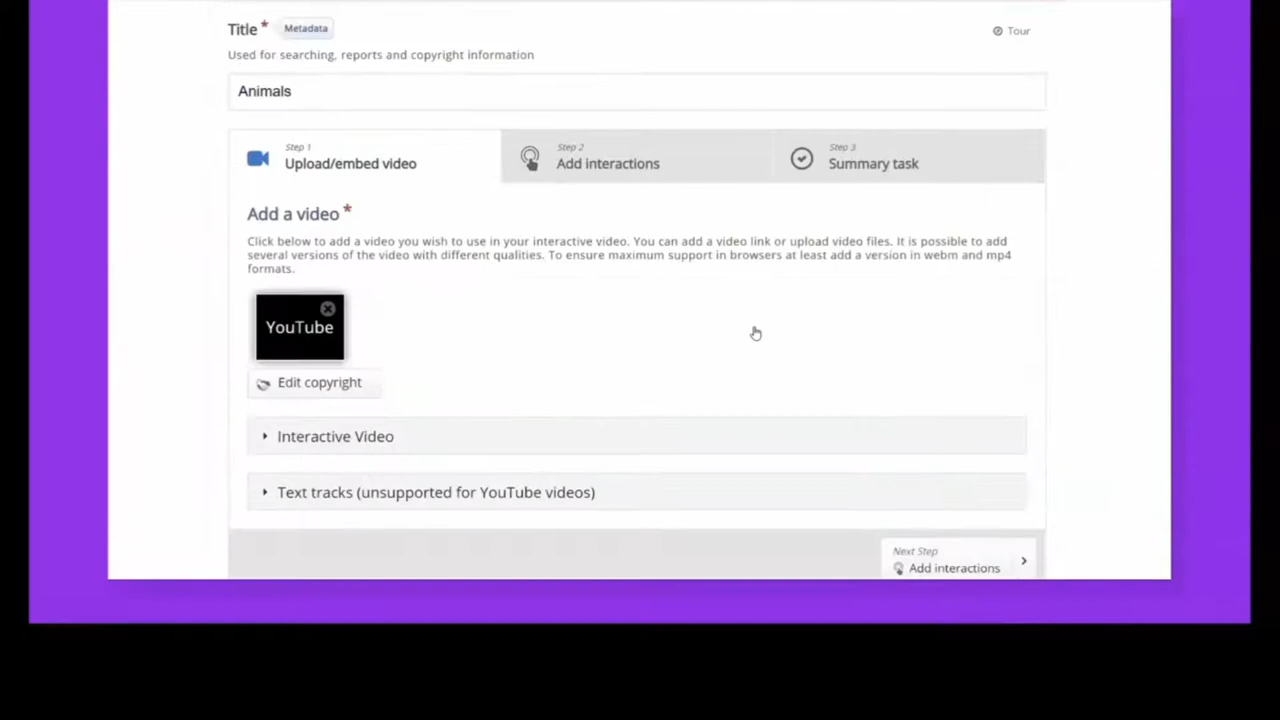 Title * Metadata
Tour
Used for searching, reports and copyright information
Animals
Step 1
Upload/embed video
Step 2
Add interactions
Step 3
Summary task
Add a video *
Click below to add a video you wish to use in your interactive video. You can add a video link or upload video files. It is possible to add
several versions of the video with different qualities. To ensure maximum support in browsers at least add a version in webm and mp4
formats.
YouTube
Edit copyright
Interactive Video
Text tracks (unsupported for YouTube videos)
Next Step
Add interactions